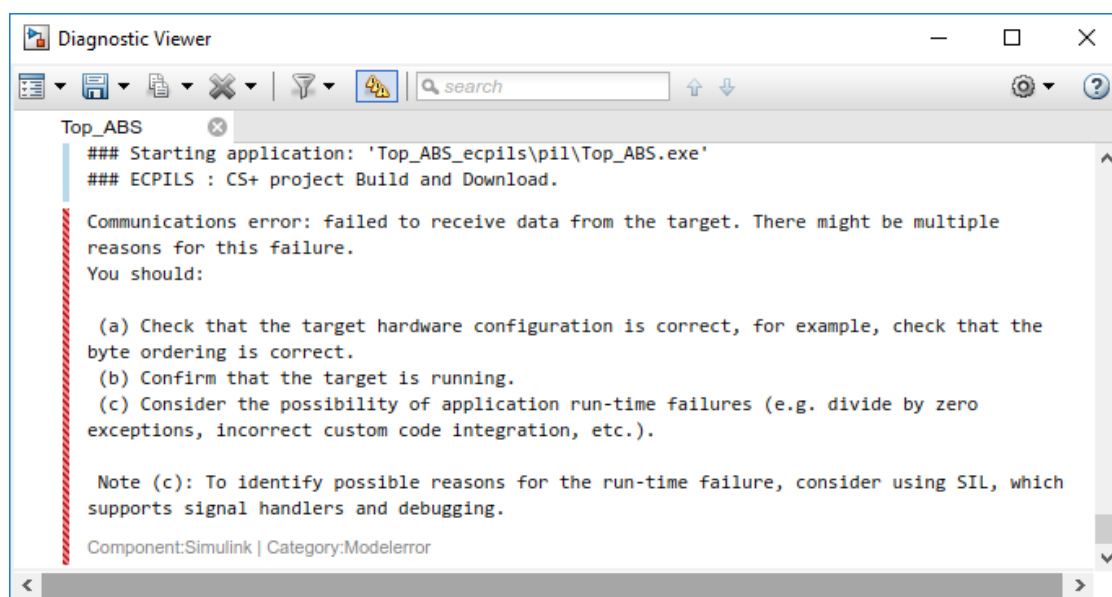 Diagnostic Viewer
search
Top_ABS
### Starting application: 'Top_ABS_ecpils\pil\Top_ABS.exe'
### ECPILS : CS+ project Build and Download.
Communications error: failed to receive data from the target. There might be multiple
reasons for this failure.
You should:
(a) Check that the target hardware configuration is correct, for example, check that the
byte ordering is correct.
(b) Confirm that the target is running.
(c) Consider the possibility of application run-time failures (e.g. divide by zero
exceptions, incorrect custom code integration, etc.).
Note (c): To identify possible reasons for the run-time failure, consider using SIL, which
supports signal handlers and debugging.
Component:Simulink | Category:Modelerror